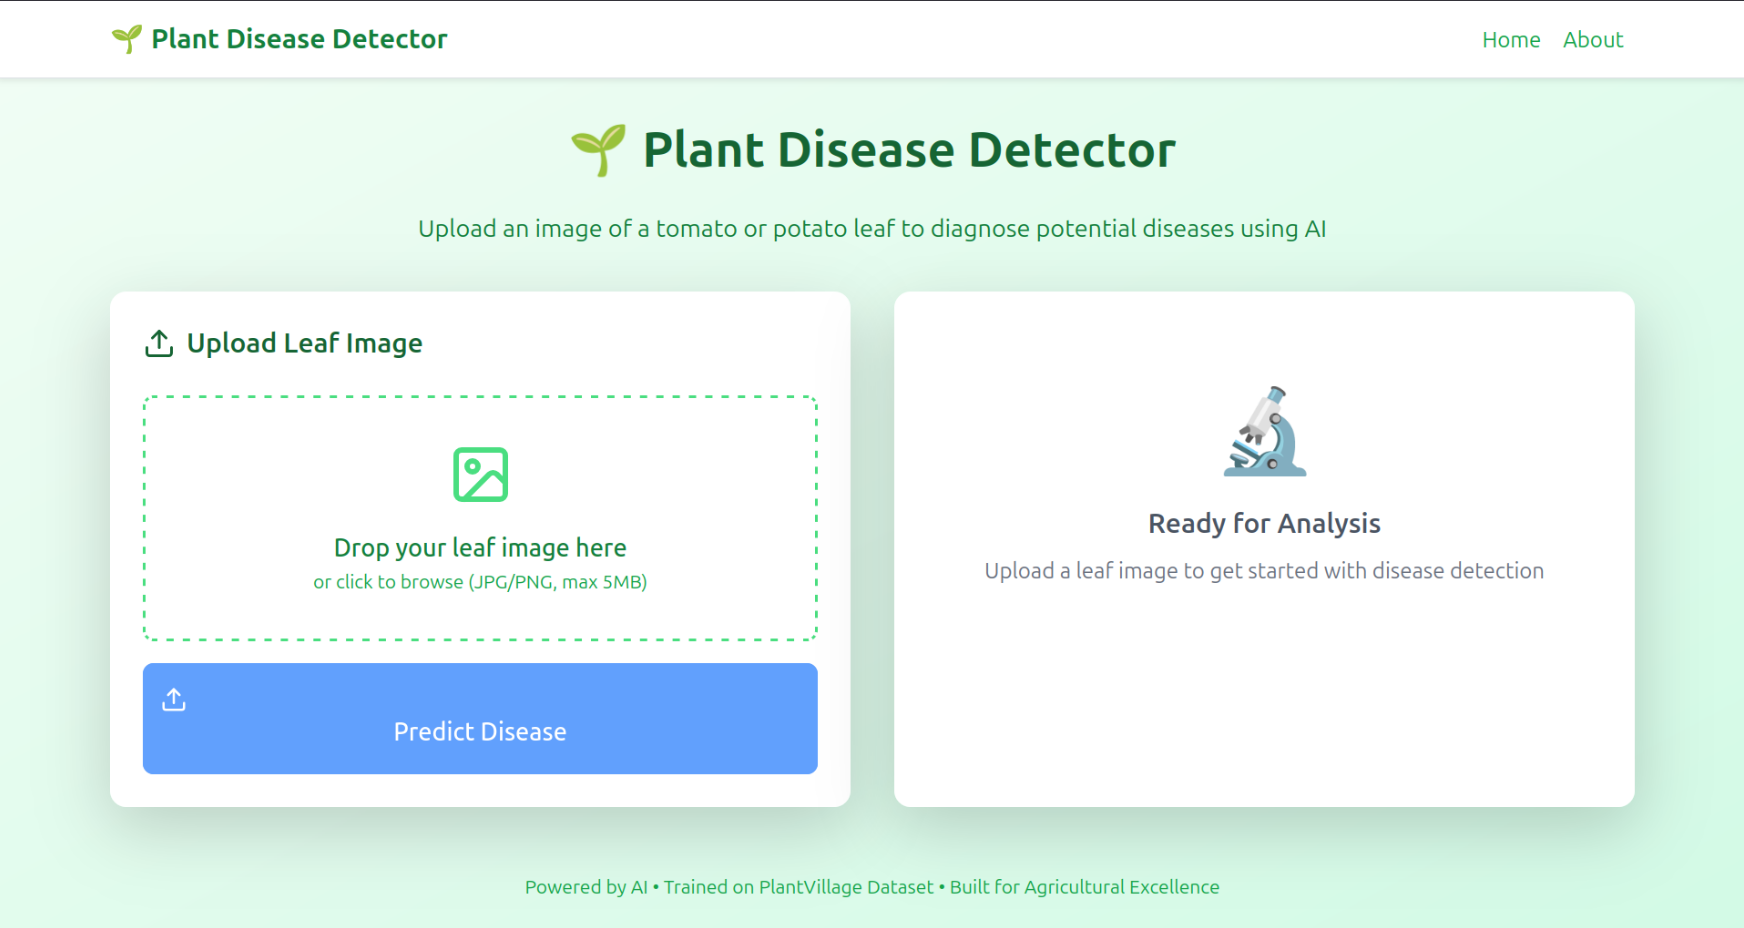 Plant Disease Detector
Home
About
Plant Disease Detector
Upload an image of a tomato or potato leaf to diagnose potential diseases using AI
Upload Leaf Image
Drop your leaf image here
or click to browse (JPG/PNG, max 5MB)
Predict Disease
Ready for Analysis
Upload a leaf image to get started with disease detection
Powered by AI • Trained on PlantVillage Dataset • Built for Agricultural Excellence